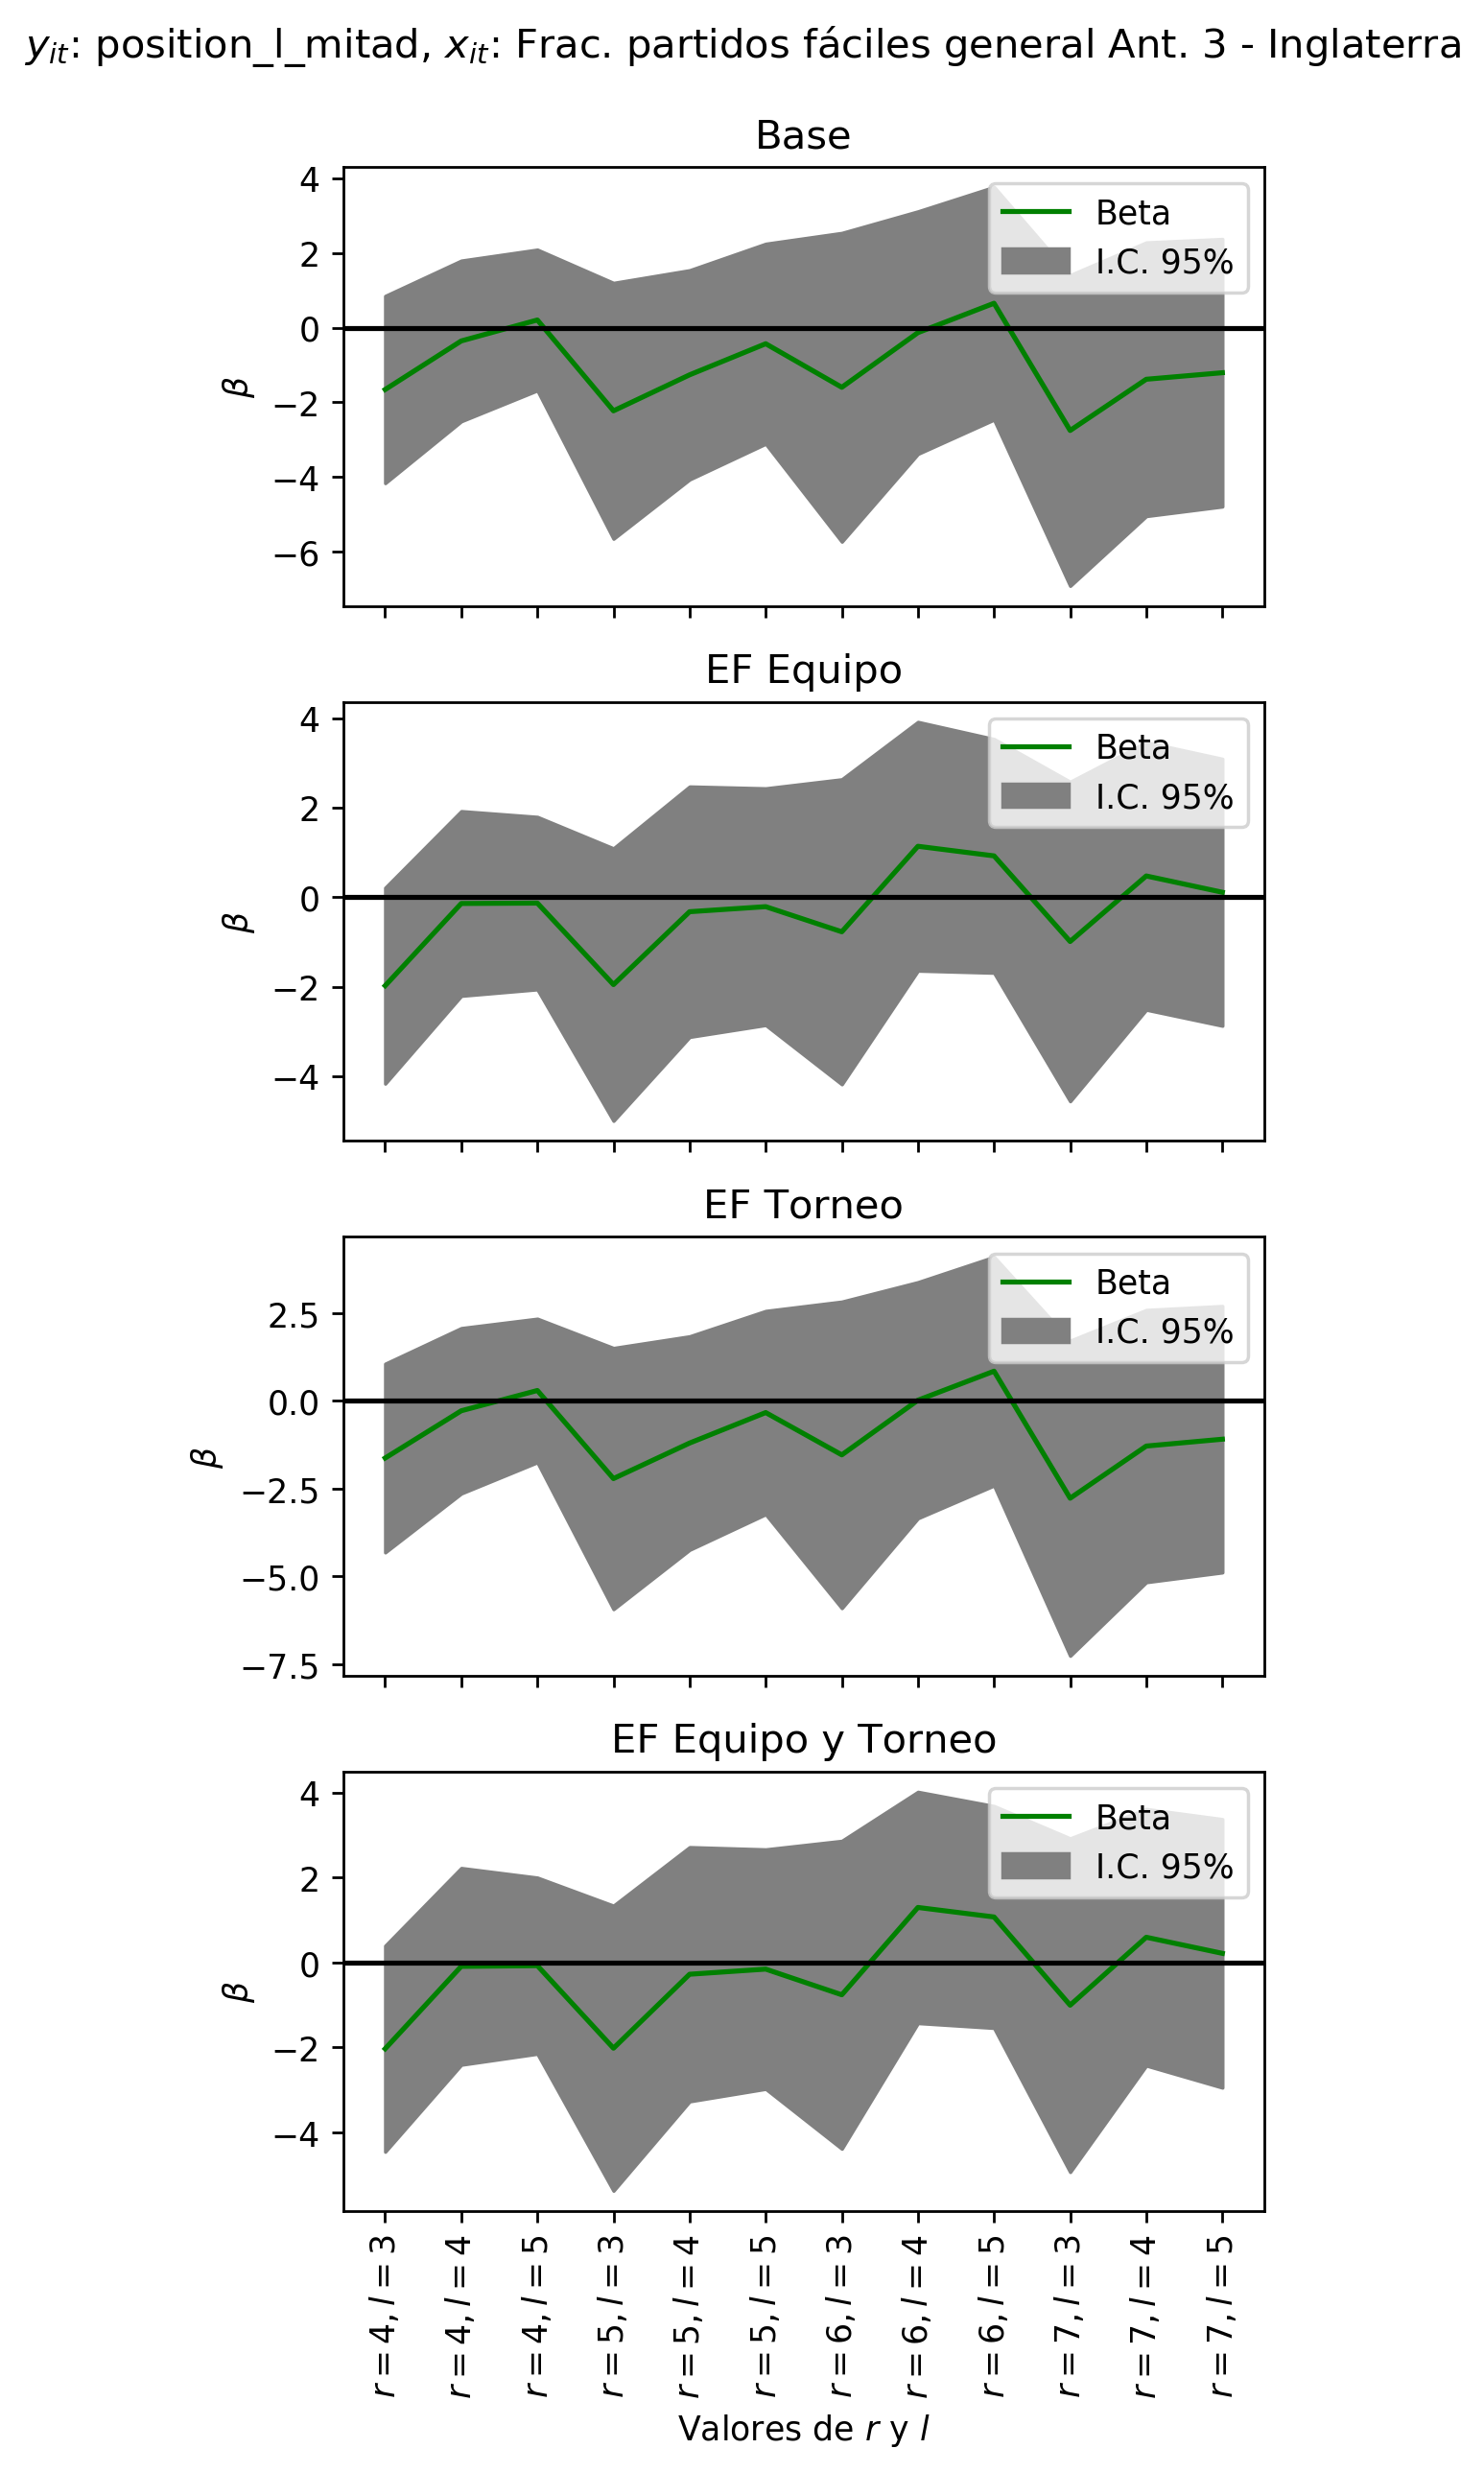 y_it: position_l_mitad, x_it: Frac. partidos fáciles general Ant. 3 - Inglaterra
Base
4
2
0
−2
−4
−6
β
Beta
I.C. 95%
EF Equipo
4
2
0
−2
−4
β
Beta
I.C. 95%
EF Torneo
2.5
0.0
−2.5
−5.0
−7.5
β
Beta
I.C. 95%
EF Equipo y Torneo
4
2
0
−2
−4
β
Beta
I.C. 95%
r = 4, l = 3
r = 4, l = 4
r = 4, l = 5
r = 5, l = 3
r = 5, l = 4
r = 5, l = 5
r = 6, l = 3
r = 6, l = 4
r = 6, l = 5
r = 7, l = 3
r = 7, l = 4
r = 7, l = 5
Valores de r y l